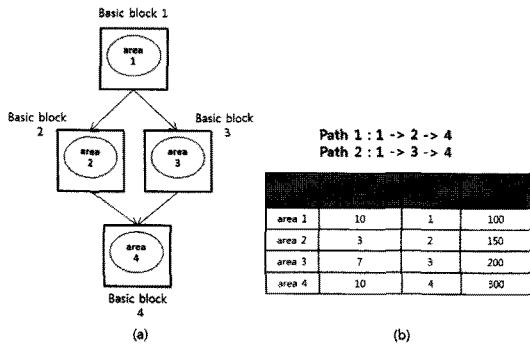 Basic block 1
area
1
Basic block
2
Basic block
3
area
2
area
3
area
4
Basic block
4
(a)
Path 1 : 1 -> 2 -> 4
Path 2 : 1 -> 3 -> 4
area 1 10 1 100
area 2 3 2 150
area 3 7 3 200
area 4 10 4 300
(b)